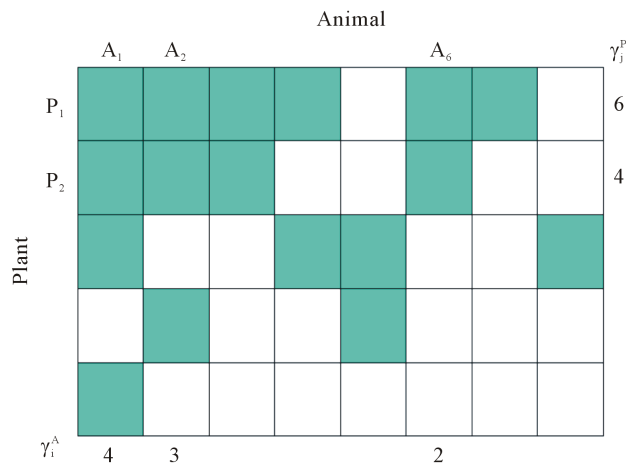 Animal
A₁ A₂ A₆ γⱼᴾ
P₁ 6
P₂ 4
Plant
γᵢᴬ 4 3 2